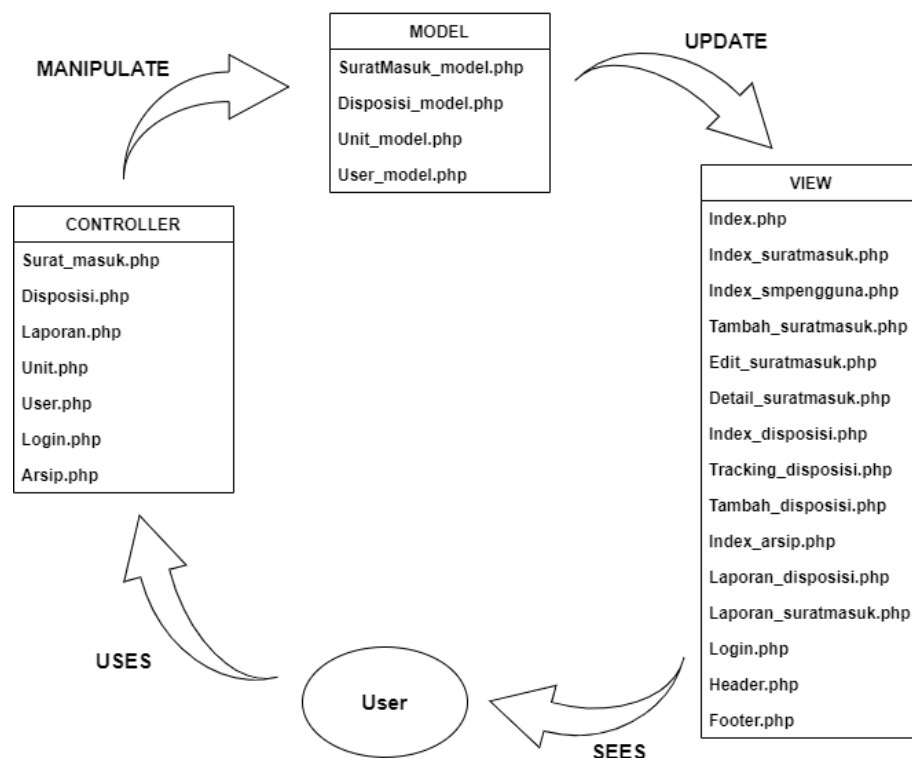 MODEL
SuratMasuk_model.php
Disposisi_model.php
Unit_model.php
User_model.php
MANIPULATE
UPDATE
CONTROLLER
Surat_masuk.php
Disposisi.php
Laporan.php
Unit.php
User.php
Login.php
Arsip.php
VIEW
Index.php
Index_suratmasuk.php
Index_smpengguna.php
Tambah_suratmasuk.php
Edit_suratmasuk.php
Detail_suratmasuk.php
Index_disposisi.php
Tracking_disposisi.php
Tambah_disposisi.php
Index_arsip.php
Laporan_disposisi.php
Laporan_suratmasuk.php
Login.php
Header.php
Footer.php
USES
User
SEES